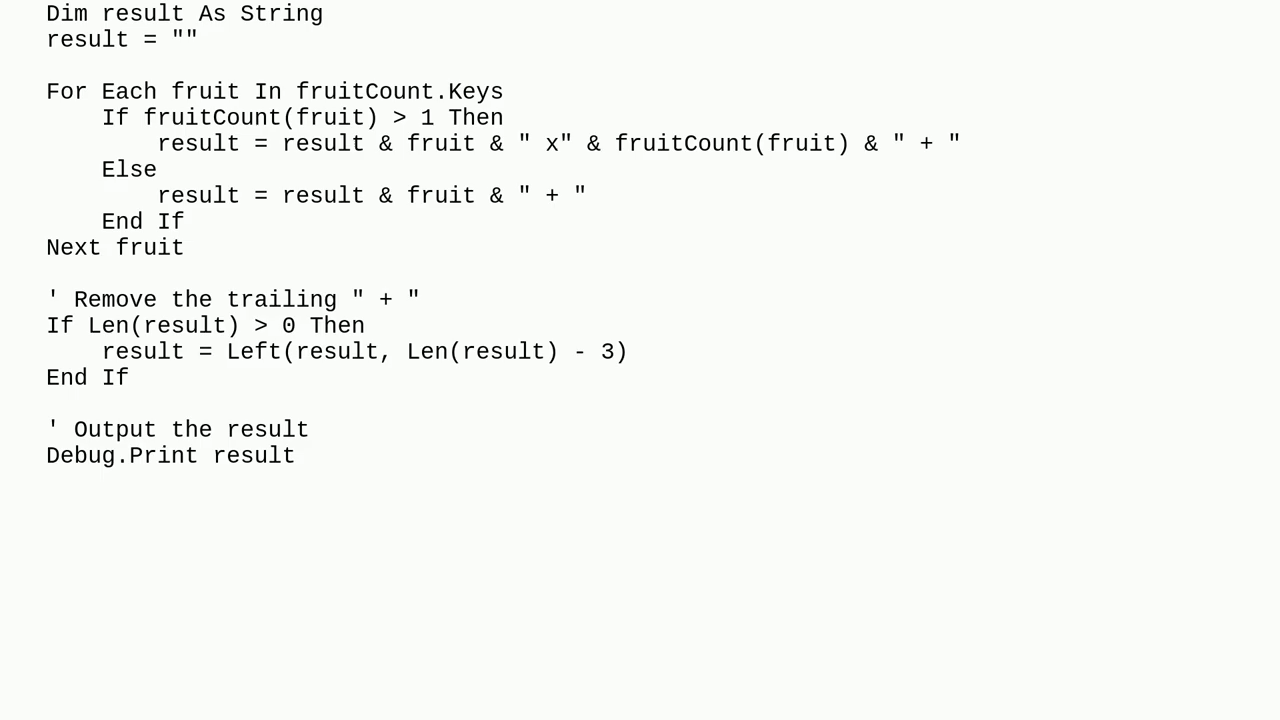 Dim result As String
result = ""
For Each fruit In fruitCount.Keys
If fruitCount(fruit) > 1 Then
result = result & fruit & " x" & fruitCount(fruit) & " + "
Else
result = result & fruit & " + "
End If
Next fruit
' Remove the trailing " + "
If Len(result) > 0 Then
result = Left(result, Len(result) - 3)
End If
' Output the result
Debug.Print result